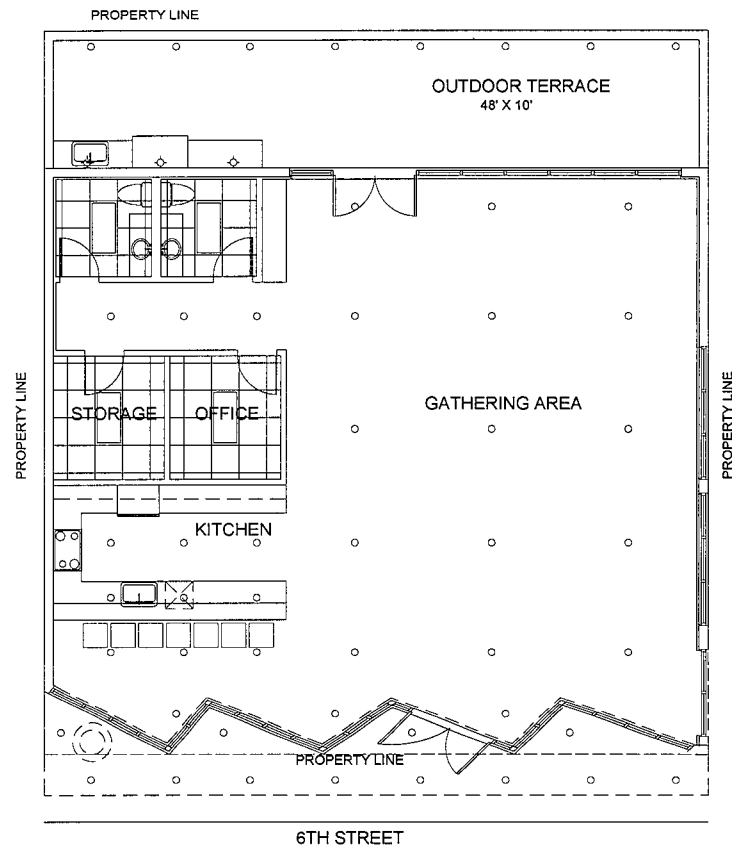 PROPERTY LINE
OUTDOOR TERRACE
48' X 10'
PROPERTY LINE
PROPERTY LINE
STORAGE
OFFICE
GATHERING AREA
KITCHEN
PROPERTY LINE
6TH STREET